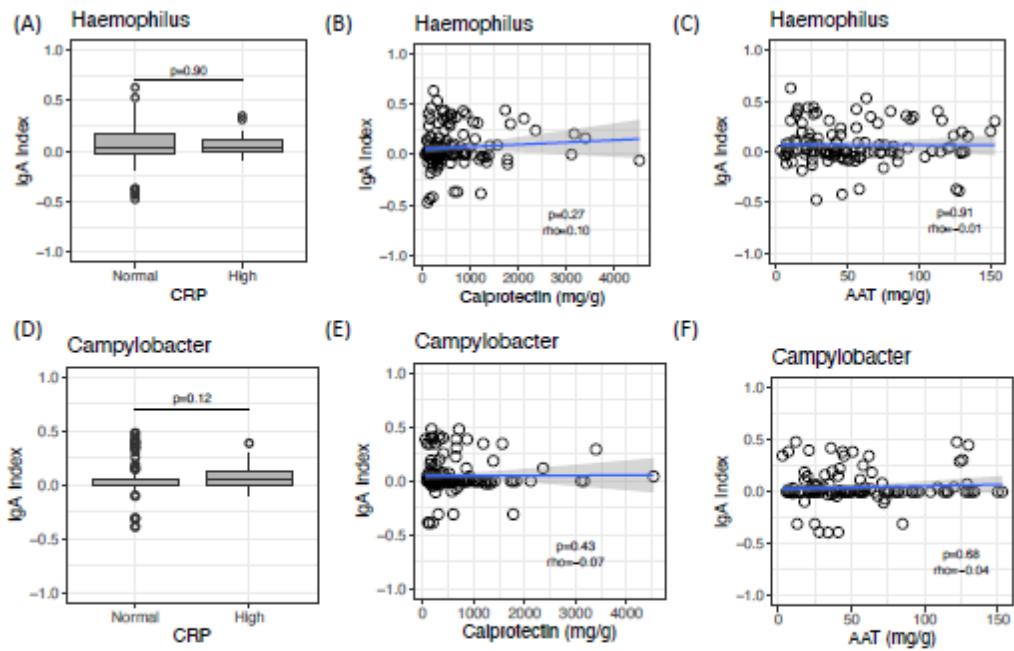 (A)
Haemophilus
1.0
0.5
0.0
−0.5
−1.0
IgA Index
p=0.90
Normal
High
CRP
(B)
Haemophilus
1.0
0.5
0.0
−0.5
−1.0
IgA Index
p=0.27
rho=0.10
0
1000
2000
3000
4000
Calprotectin (mg/g)
(C)
Haemophilus
1.0
0.5
0.0
−0.5
−1.0
IgA Index
p=0.91
rho=−0.01
0
50
100
150
AAT (mg/g)
(D)
Campylobacter
1.0
0.5
0.0
−0.5
−1.0
IgA Index
p=0.12
Normal
High
CRP
(E)
Campylobacter
1.0
0.5
0.0
−0.5
−1.0
IgA Index
p=0.43
rho=−0.07
0
1000
2000
3000
4000
Calprotectin (mg/g)
(F)
Campylobacter
1.0
0.5
0.0
−0.5
−1.0
IgA Index
p=0.68
rho=−0.04
0
50
100
150
AAT (mg/g)